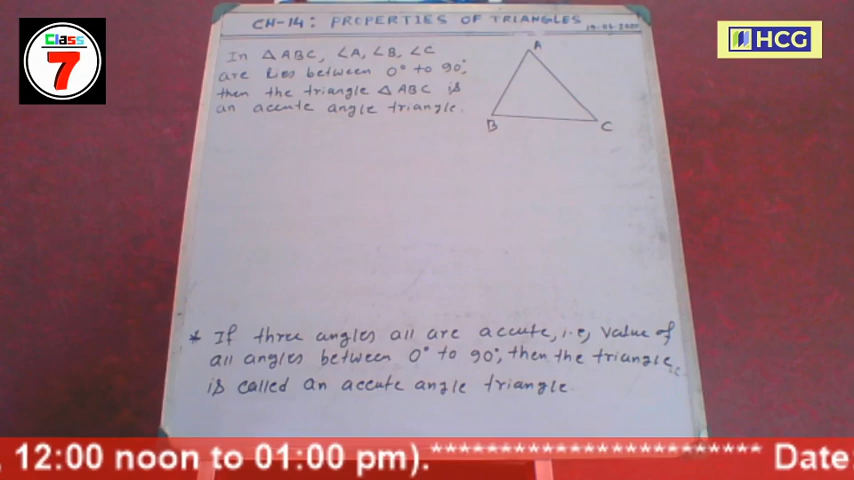 Class
7
HCG
CH-14: PROPERTIES OF TRIANGLES
In △ ABC, ∠A, ∠B, ∠C
are lies between 0° to 90°,
then the triangle △ ABC is
an accute angle triangle.
A
B
C
* If three angles all are accute, i.e, value of
all angles between 0° to 90°, then the triangle
is called an accute angle triangle.
, 12:00 noon to 01:00 pm). ************************** Date: